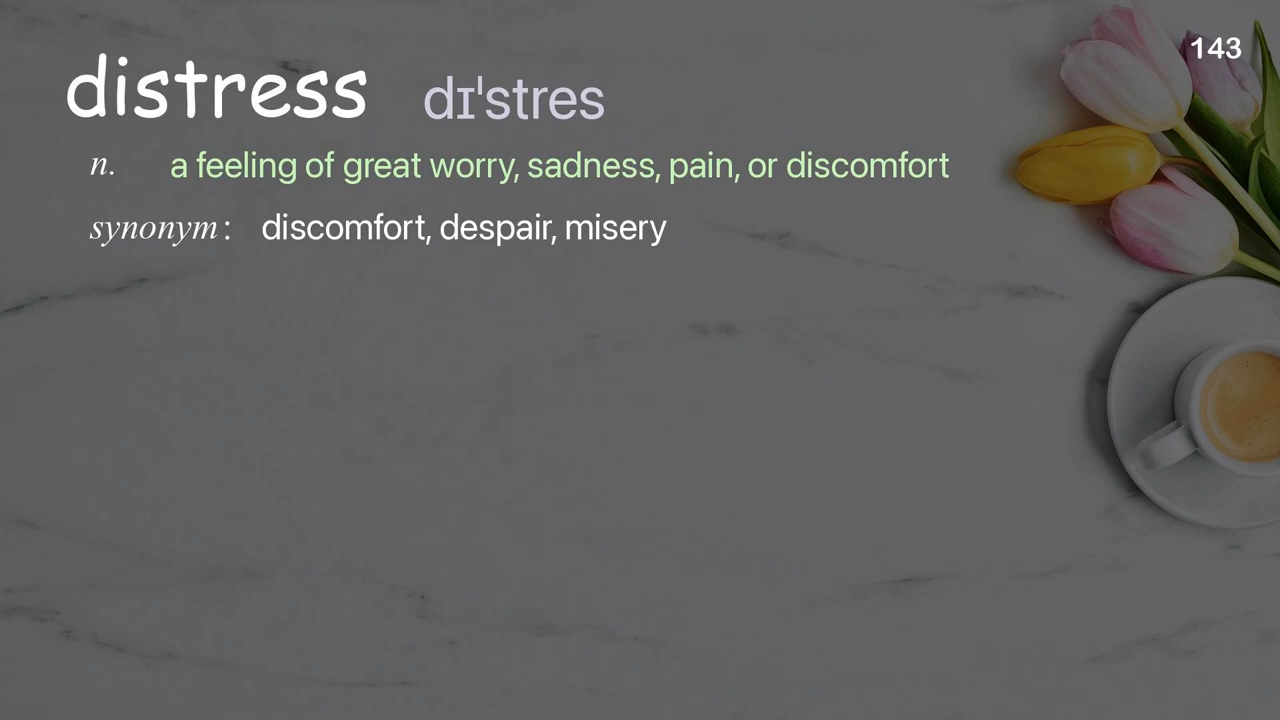 143
distress dɪ'stres
n. a feeling of great worry, sadness, pain, or discomfort
synonym: discomfort, despair, misery